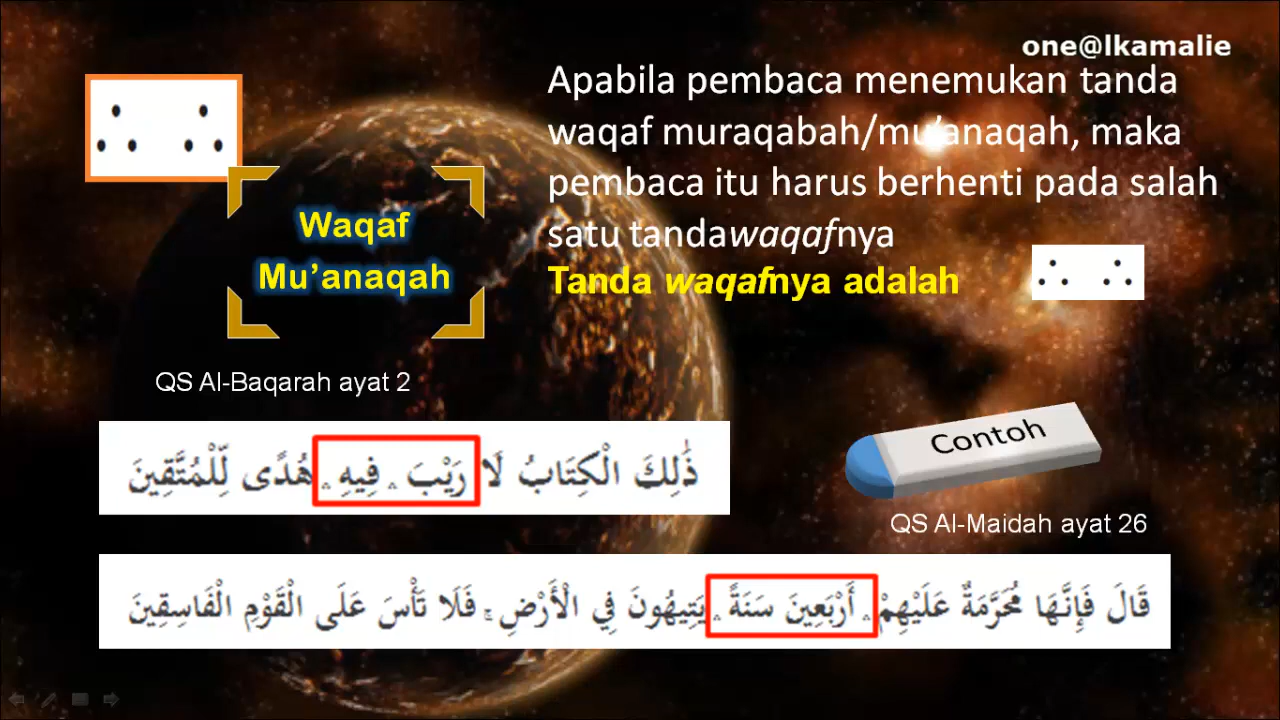 one@lkamalie
Apabila pembaca menemukan tanda
waqaf muraqabah/mu'anaqah, maka
pembaca itu harus berhenti pada salah
satu tandawaqafnya
Tanda waqafnya adalah
Waqaf
Mu’anaqah
QS Al-Baqarah ayat 2
ذَٰلِكَ الْكِتَابُ لَا رَيْبَ ۛ فِيهِ ۛ هُدًى لِّلْمُتَّقِينَ
Contoh
QS Al-Maidah ayat 26
قَالَ فَإِنَّهَا مُحَرَّمَةٌ عَلَيْهِمْ ۛ أَرْبَعِينَ سَنَةً ۛ يَتِيهُونَ فِي الْأَرْضِ ۚ فَلَا تَأْسَ عَلَى الْقَوْمِ الْفَاسِقِينَ